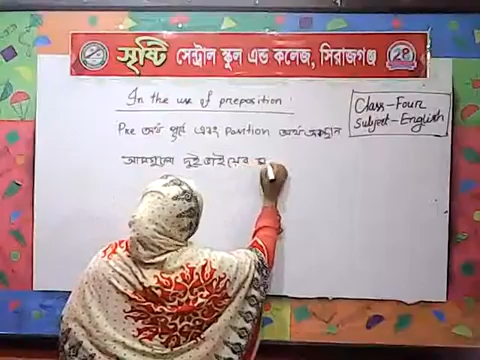 সৃষ্টি সেন্ট্রাল স্কুল এন্ড কলেজ, সিরাজগঞ্জ
In the use of preposition
Class-Four
Subject-English
Pre অর্থ পূর্বে এবং Position অর্থ অবস্থান
আমগুলো দুইভাইয়ের ম